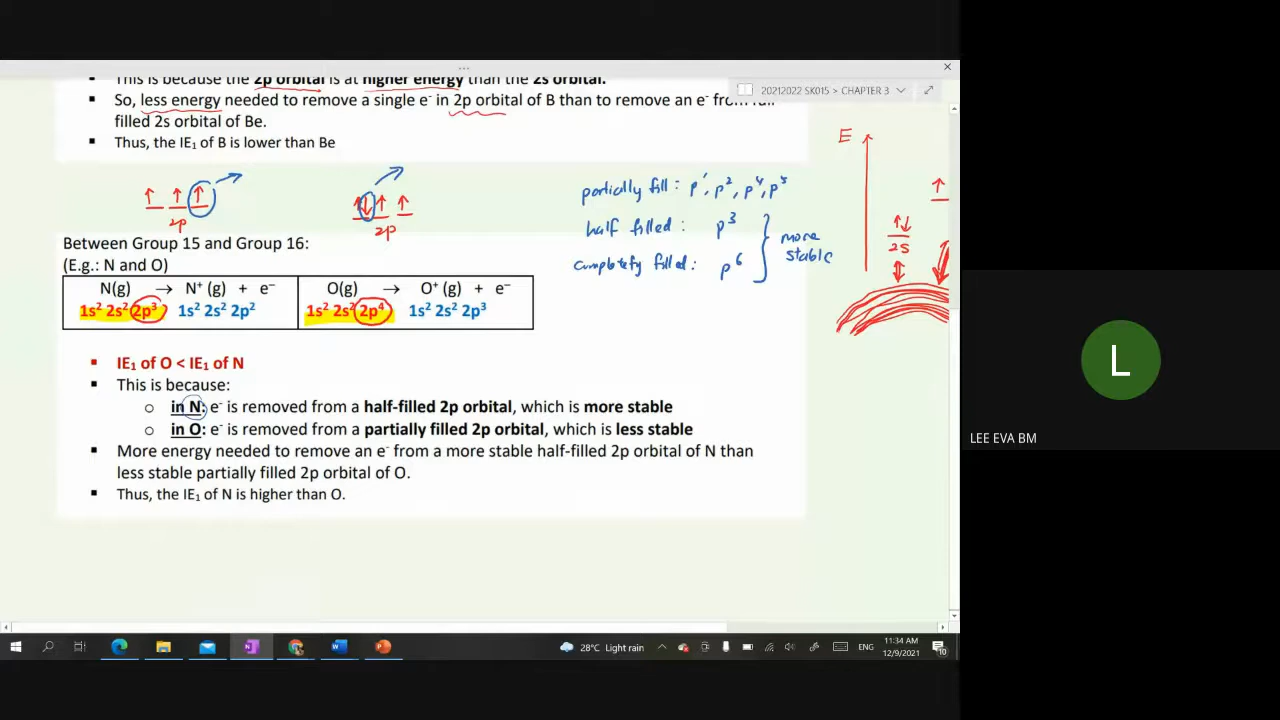 This is because the 2p orbital is at higher energy than the 2s orbital.
20212022 SK015 > CHAPTER 3
So, less energy needed to remove a single e⁻ in 2p orbital of B than to remove an e⁻ from full
filled 2s orbital of Be.
Thus, the IE₁ of B is lower than Be
E
2s
2p
2p
partially fill : p¹, p², p⁴, p⁵
half filled : p³
completely filled : p⁶
more
stable
Between Group 15 and Group 16:
(E.g.: N and O)
N(g) → N⁺ (g) + e⁻
1s² 2s² 2p³ 1s² 2s² 2p²
O(g) → O⁺ (g) + e⁻
1s² 2s² 2p⁴ 1s² 2s² 2p³
IE₁ of O < IE₁ of N
This is because:
in N: e⁻ is removed from a half-filled 2p orbital, which is more stable
in O: e⁻ is removed from a partially filled 2p orbital, which is less stable
More energy needed to remove an e⁻ from a more stable half-filled 2p orbital of N than
less stable partially filled 2p orbital of O.
Thus, the IE₁ of N is higher than O.
L
LEE EVA BM
28°C Light rain
ENG
11:34 AM
12/9/2021
10